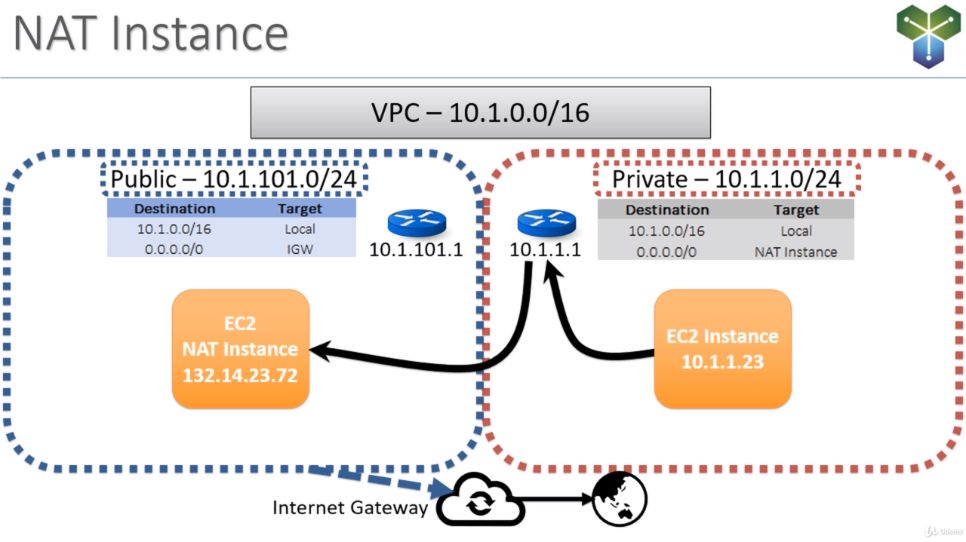 NAT Instance
VPC – 10.1.0.0/16
Public – 10.1.101.0/24
Destination Target
10.1.0.0/16 Local
0.0.0.0/0 IGW
10.1.101.1
EC2
NAT Instance
132.14.23.72
Private – 10.1.1.0/24
Destination Target
10.1.0.0/16 Local
0.0.0.0/0 NAT Instance
10.1.1.1
EC2 Instance
10.1.1.23
Internet Gateway
Udemy